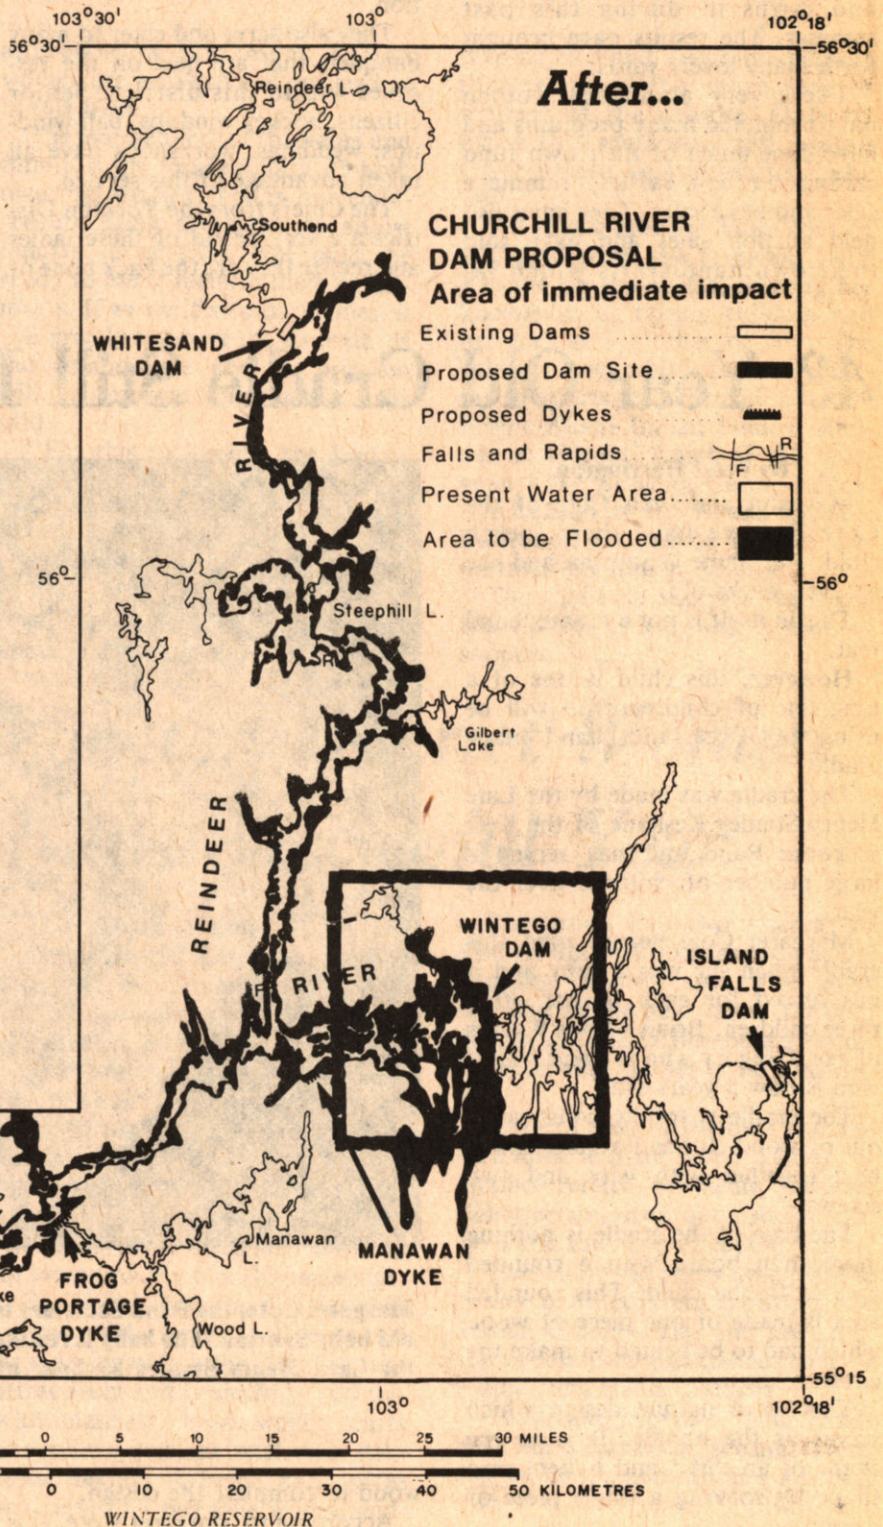 103°30'
103°
102°18'
56°30'
56°30'
After...
Reindeer L.
Southend
CHURCHILL RIVER
DAM PROPOSAL
Area of immediate impact
Existing Dams
Proposed Dam Site
Proposed Dykes
Falls and Rapids
R
F
Present Water Area
Area to be Flooded
WHITESAND
DAM
RIVER
56°
56°
Steephill L.
R
Gilbert
Lake
REINDEER
WINTEGO
DAM
RIVER
F
ISLAND
FALLS
DAM
Manawan
L.
MANAWAN
DYKE
FROG
PORTAGE
DYKE
ke
Wood L.
55°15
103°
102°18'
0 5 10 15 20 25 30 MILES
0 10 20 30 40 50 KILOMETRES
WINTEGO RESERVOIR